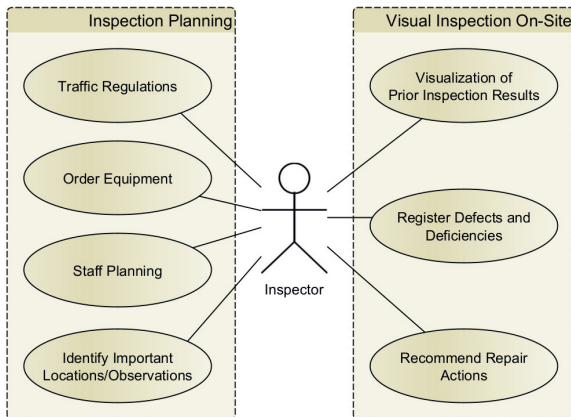 Inspection Planning
Traffic Regulations
Order Equipment
Staff Planning
Identify Important
Locations/Observations
Inspector
Visual Inspection On-Site
Visualization of
Prior Inspection Results
Register Defects and
Deficiencies
Recommend Repair
Actions